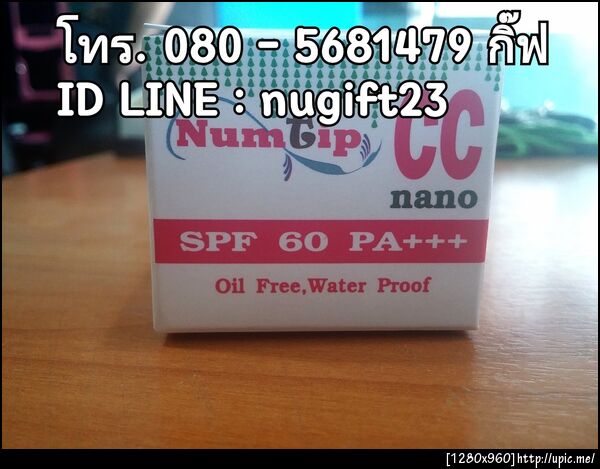 โทร. 080 - 5681479 กิ๊ฟ
ID LINE : nugift23
NumTip CC
nano
SPF 60 PA+++
Oil Free,Water Proof
[1280x960]http://upic.me/